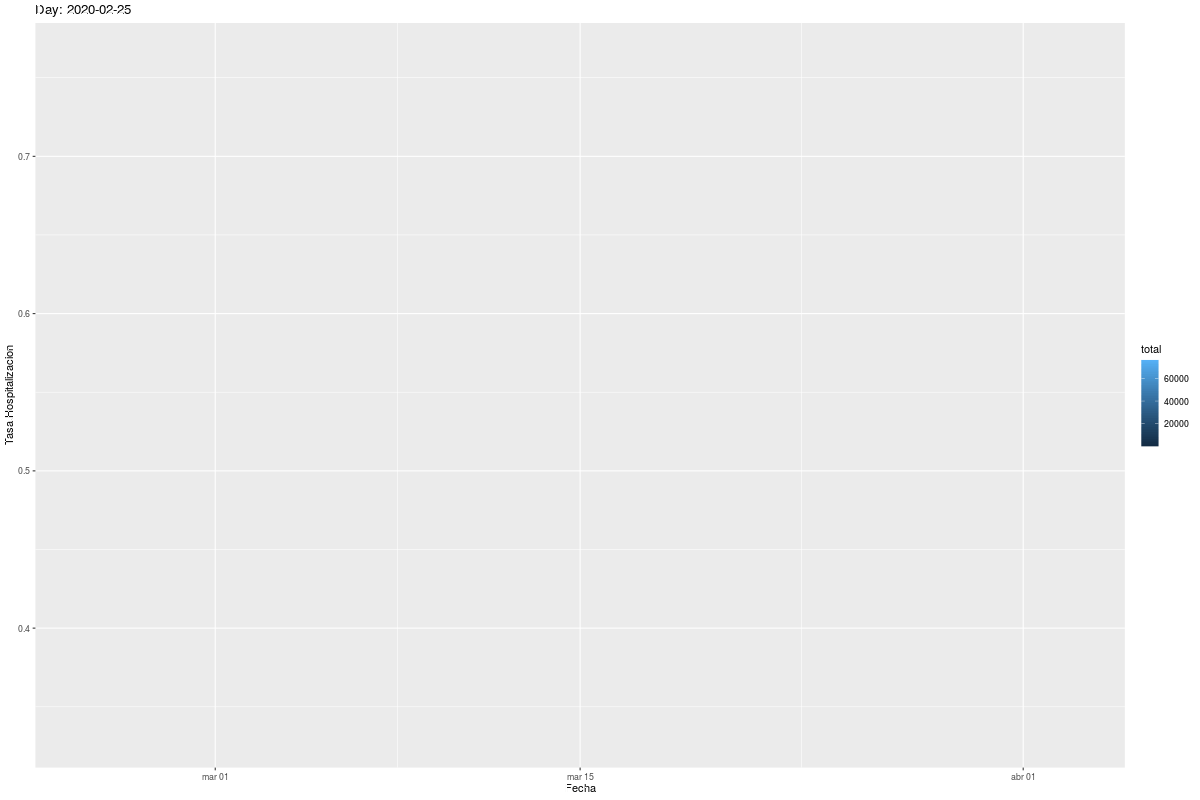 Day: 2020-02-25
0.7
0.6
0.5
0.4
Tasa Hospitalizacion
mar 01
mar 15
abr 01
Fecha
total
60000
40000
20000